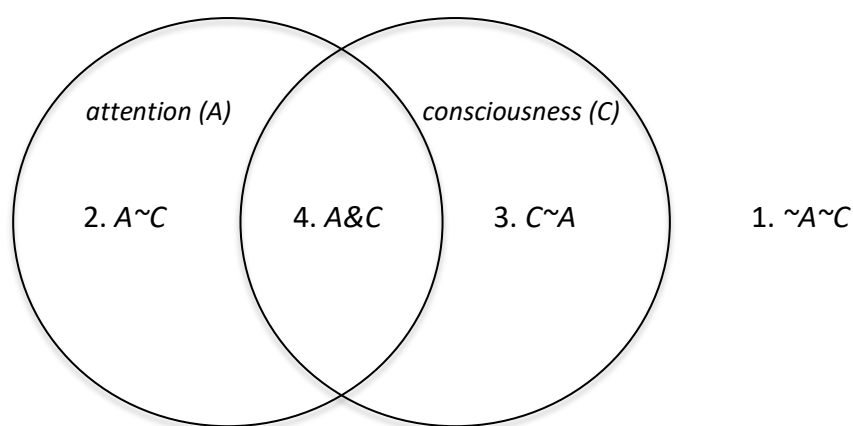 attention (A)
consciousness (C)
2. A~C
4. A&C
3. C~A
1. ~A~C